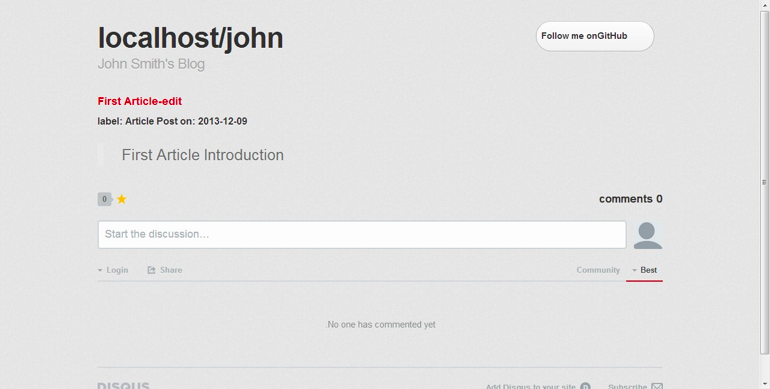 localhost/john
Follow me onGitHub
John Smith's Blog
First Article-edit
label: Article Post on: 2013-12-09
First Article Introduction
0
comments 0
Start the discussion…
Login Share Community Best
No one has commented yet
DISQUS Add Disqus to your site D Subscribe